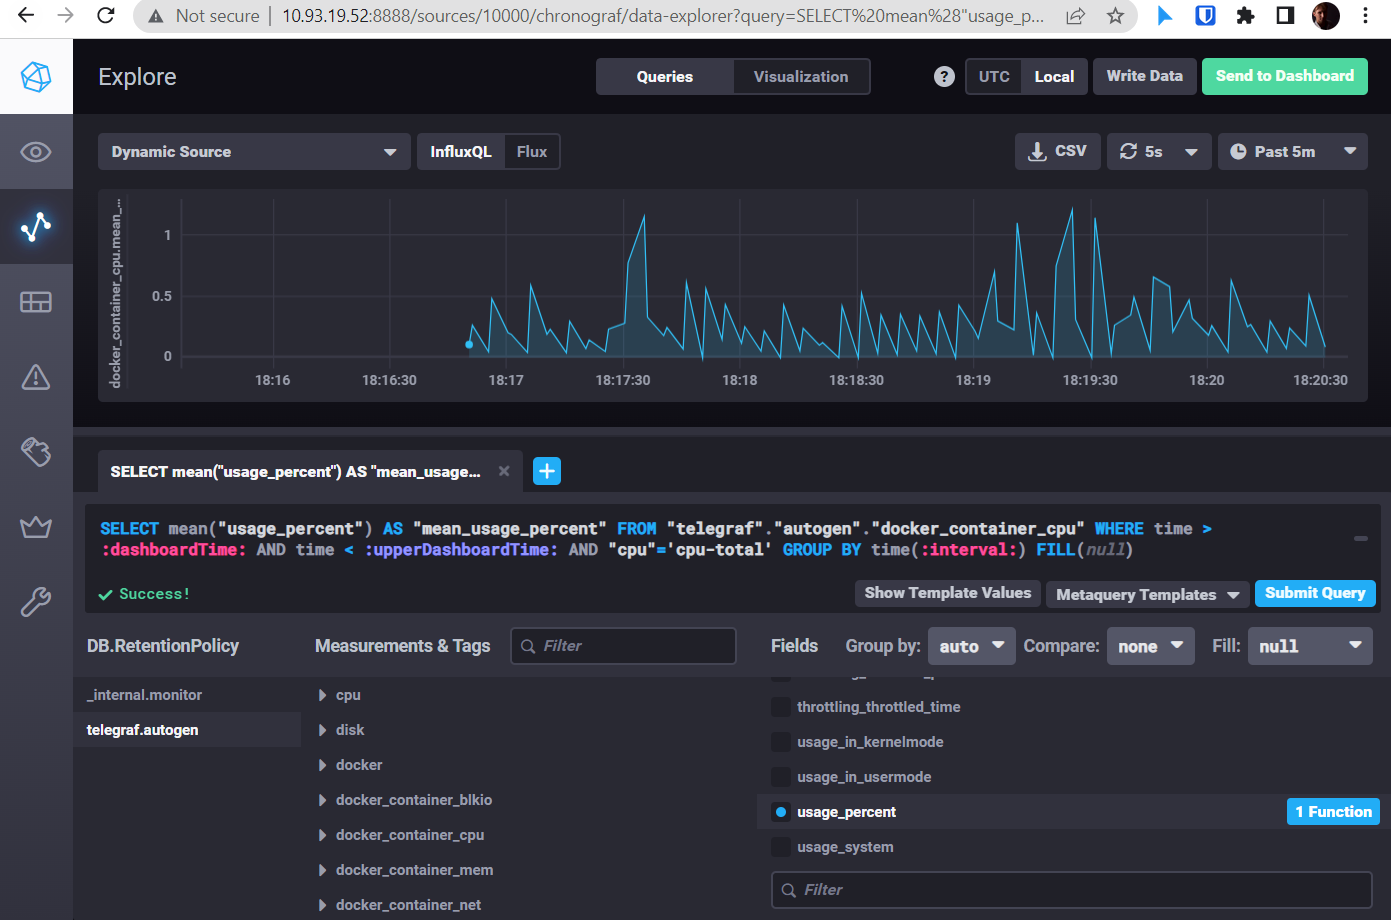 Not secure | 10.93.19.52:8888/sources/10000/chronograf/data-explorer?query=SELECT%20mean%28"usage_p...
Explore
Queries
Visualization
?
UTC
Local
Write Data
Send to Dashboard
Dynamic Source
InfluxQL
Flux
CSV
5s
Past 5m
docker_container_cpu.mean_...
1
0.5
0
18:16
18:16:30
18:17
18:17:30
18:18
18:18:30
18:19
18:19:30
18:20
18:20:30
SELECT mean("usage_percent") AS "mean_usage...
SELECT mean("usage_percent") AS "mean_usage_percent" FROM "telegraf"."autogen"."docker_container_cpu" WHERE time >
:dashboardTime: AND time < :upperDashboardTime: AND "cpu"='cpu-total' GROUP BY time(:interval:) FILL(null)
Success!
Show Template Values
Metaquery Templates
Submit Query
DB.RetentionPolicy
Measurements & Tags
Filter
Fields
Group by:
auto
Compare:
none
Fill:
null
_internal.monitor
telegraf.autogen
cpu
disk
docker
docker_container_blkio
docker_container_cpu
docker_container_mem
docker_container_net
throttling_throttled_time
usage_in_kernelmode
usage_in_usermode
usage_percent
1 Function
usage_system
Filter